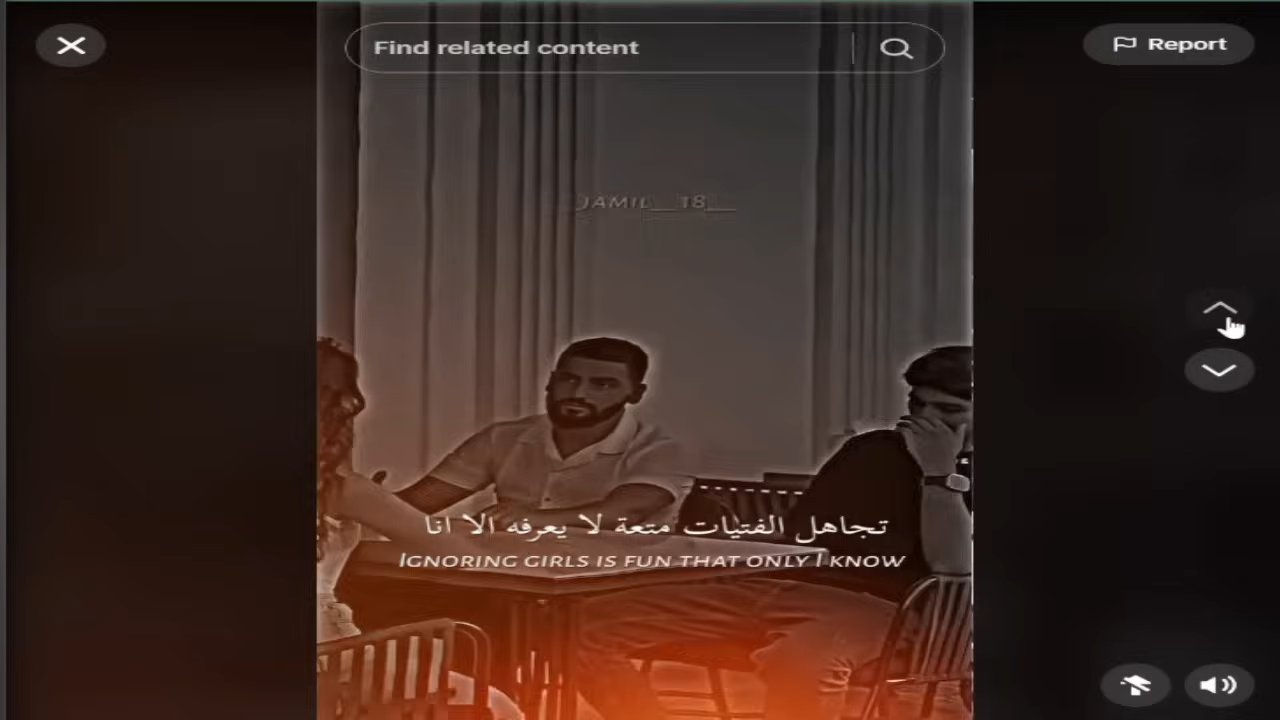 Find related content
Report
JAMIL__18__
تجاهل الفتيات متعة لا يعرفه الا انا
IGNORING GIRLS IS FUN THAT ONLY I KNOW